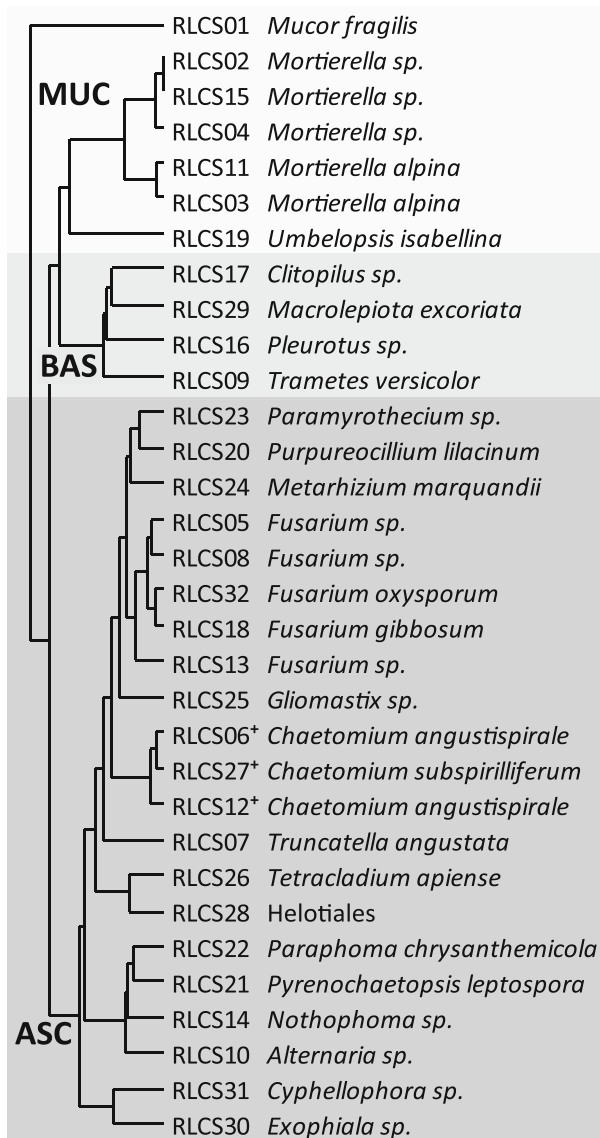 RLCS01 Mucor fragilis
RLCS02 Mortierella sp.
MUC
RLCS15 Mortierella sp.
RLCS04 Mortierella sp.
RLCS11 Mortierella alpina
RLCS03 Mortierella alpina
RLCS19 Umbelopsis isabellina
RLCS17 Clitopilus sp.
RLCS29 Macrolepiota excoriata
RLCS16 Pleurotus sp.
BAS
RLCS09 Trametes versicolor
RLCS23 Paramyrothecium sp.
RLCS20 Purpureocillium lilacinum
RLCS24 Metarhizium marquandii
RLCS05 Fusarium sp.
RLCS08 Fusarium sp.
RLCS32 Fusarium oxysporum
RLCS18 Fusarium gibbosum
RLCS13 Fusarium sp.
RLCS25 Gliomastix sp.
RLCS06⁺ Chaetomium angustispirale
RLCS27⁺ Chaetomium subspirilliferum
RLCS12⁺ Chaetomium angustispirale
RLCS07 Truncatella angustata
RLCS26 Tetracladium apiense
RLCS28 Helotiales
RLCS22 Paraphoma chrysanthemicola
RLCS21 Pyrenochaetopsis leptospora
RLCS14 Nothophoma sp.
ASC
RLCS10 Alternaria sp.
RLCS31 Cyphellophora sp.
RLCS30 Exophiala sp.